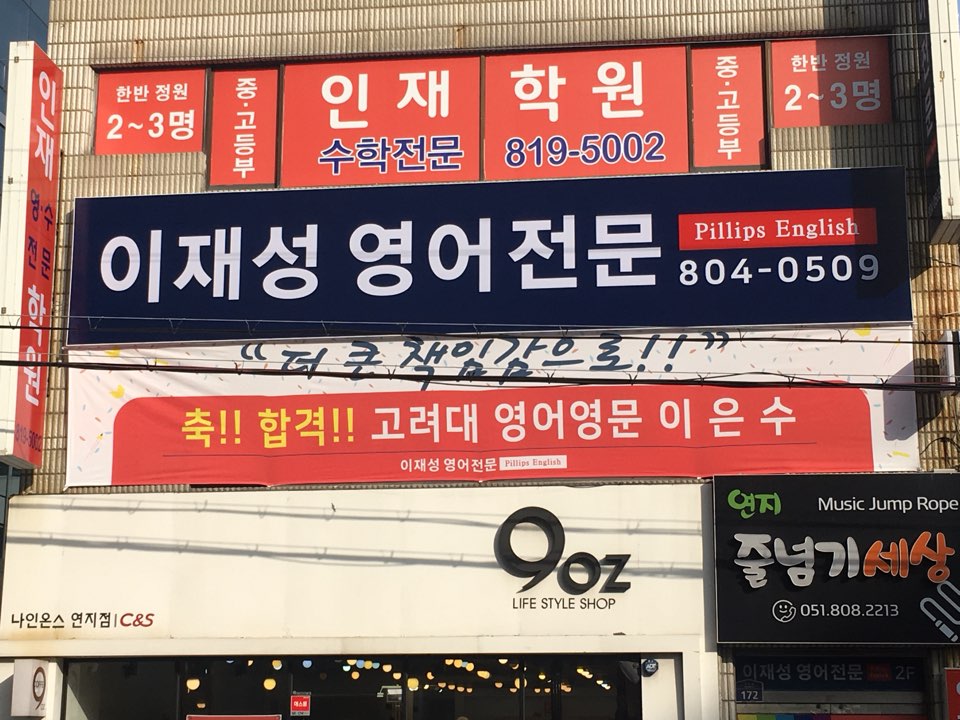 한반 정원
2~3명
중·고등부
인재학원
수학전문 819-5002
중·고등부
한반 정원
2~3명
인재
영·수
전문
학원
819-5002
이재성 영어전문
Pillips English
804-0509
“더 큰 책임감으로!!”
축!! 합격!! 고려대 영어영문 이은수
이재성 영어전문 Pillips English
9oz
LIFE STYLE SHOP
나인온스 연지점 | C&S
연지 Music Jump Rope
줄넘기세상
051.808.2213
이재성 영어전문 2F
172